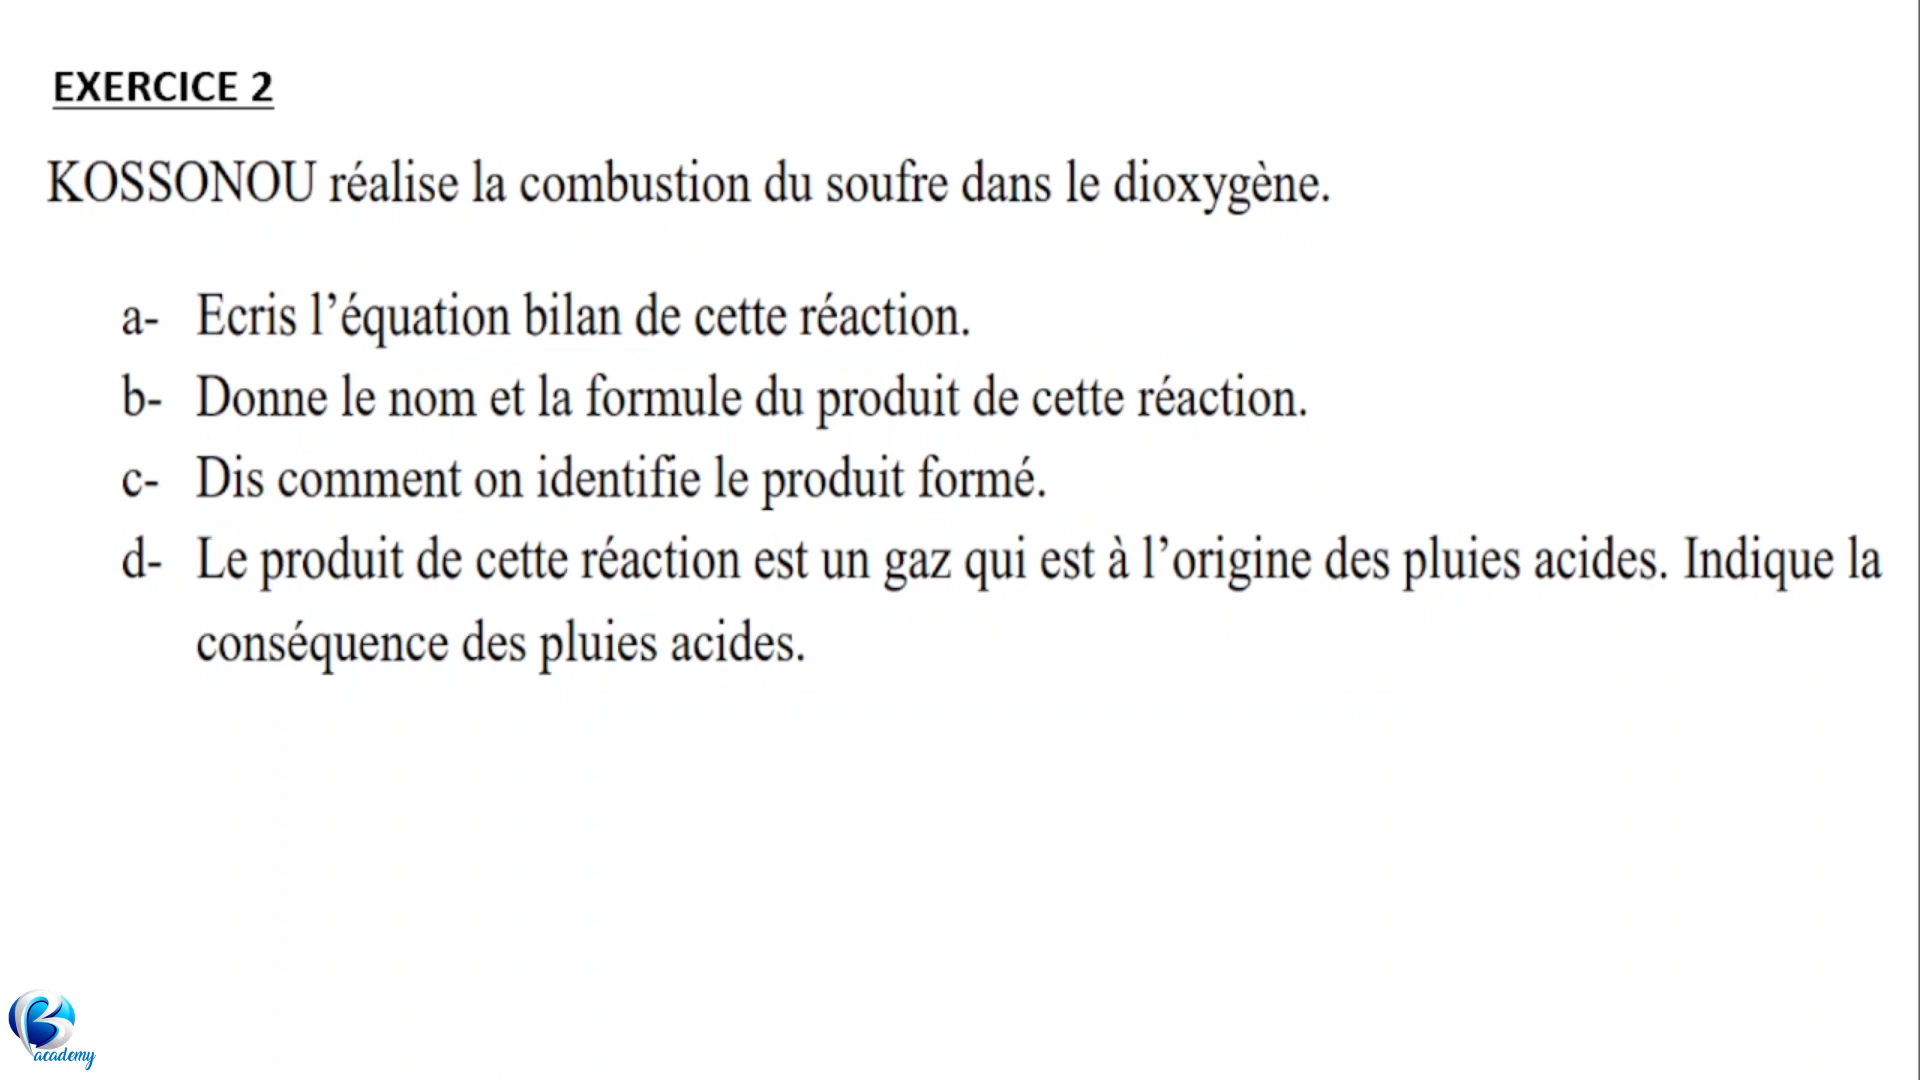 EXERCICE 2
KOSSONOU réalise la combustion du soufre dans le dioxygène.
a- Ecris l’équation bilan de cette réaction.
b- Donne le nom et la formule du produit de cette réaction.
c- Dis comment on identifie le produit formé.
d- Le produit de cette réaction est un gaz qui est à l’origine des pluies acides. Indique la
conséquence des pluies acides.
academy